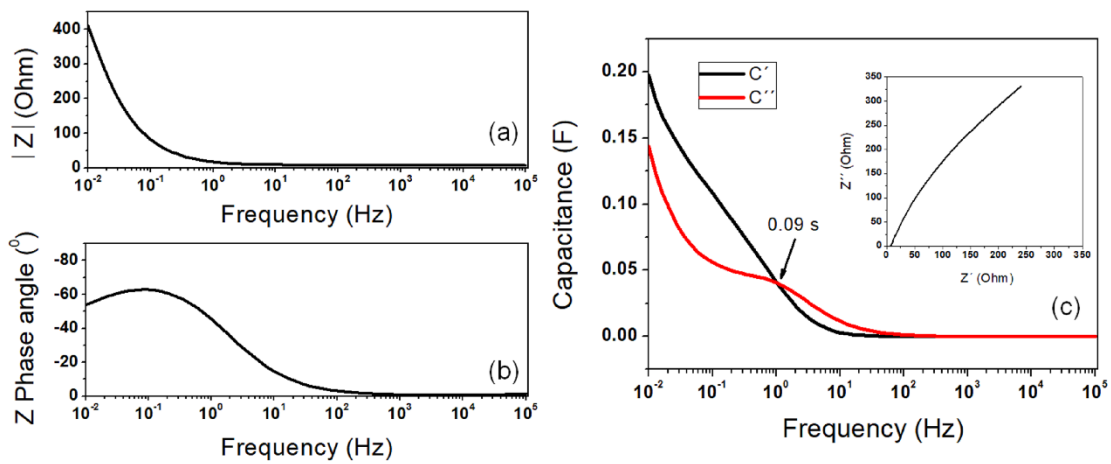 400
300
200
100
0
|Z| (Ohm)
(a)
10⁻² 10⁻¹ 10⁰ 10¹ 10² 10³ 10⁴ 10⁵
Frequency (Hz)
-80
-60
-40
-20
0
Z Phase angle (⁰)
(b)
10⁻² 10⁻¹ 10⁰ 10¹ 10² 10³ 10⁴ 10⁵
Frequency (Hz)
0.20
0.15
0.10
0.05
0.00
Capacitance (F)
C´
C´´
0.09 s
350
300
250
200
150
100
50
0
Z´´ (Ohm)
0 50 100 150 200 250 300 350
Z´ (Ohm)
(c)
10⁻² 10⁻¹ 10⁰ 10¹ 10² 10³ 10⁴ 10⁵
Frequency (Hz)